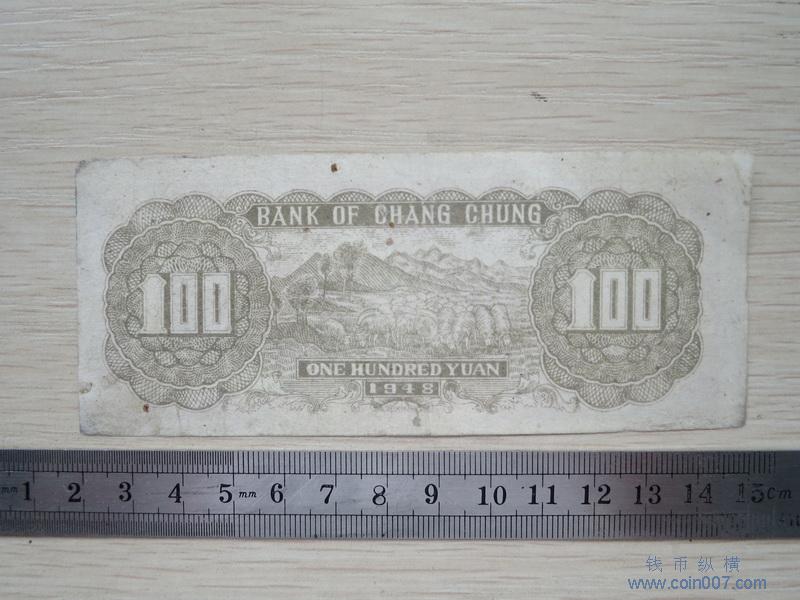 BANK OF CHANG CHUNG
100 100
ONE HUNDRED YUAN
1948
mm 1 2 3 4 5 mm 6 7 8 9 10 11 12 13 14 15 cm
钱币纵横
www.coin007.com